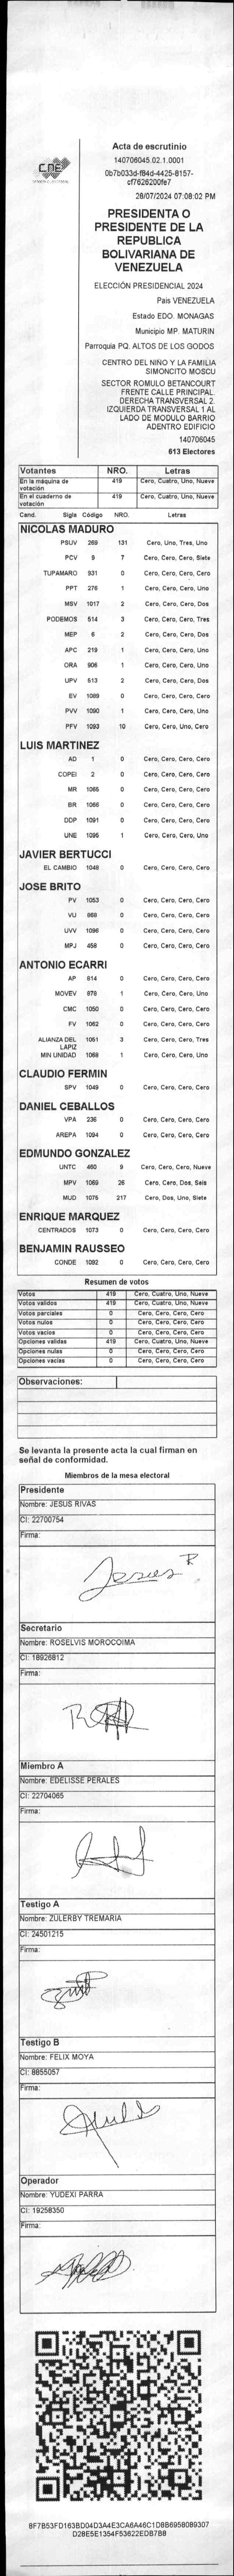 CNE
Acta de escrutinio
140706045.02.1.0001
0b7b033d-f84d-4425-8157-
cf7626200fe7
28/07/2024 07:08:02 PM
PRESIDENTA O
PRESIDENTE DE LA
REPUBLICA
BOLIVARIANA DE
VENEZUELA
ELECCIÓN PRESIDENCIAL 2024
Pais VENEZUELA
Estado EDO. MONAGAS
Municipio MP. MATURIN
Parroquia PQ. ALTOS DE LOS GODOS
CENTRO DEL NIÑO Y LA FAMILIA
SIMONCITO MOSCU
SECTOR ROMULO BETANCOURT
FRENTE CALLE PRINCIPAL.
DERECHA TRANSVERSAL 2.
IZQUIERDA TRANSVERSAL 1 AL
LADO DE MODULO BARRIO
ADENTRO EDIFICIO
140706045
613 Electores
Votantes NRO. Letras
En la máquina de votación 419 Cero, Cuatro, Uno, Nueve
En el cuaderno de votación 419 Cero, Cuatro, Uno, Nueve
Cand. Sigla Código NRO. Letras
NICOLAS MADURO
PSUV 269 131 Cero, Uno, Tres, Uno
PCV 9 7 Cero, Cero, Cero, Siete
TUPAMARO 931 0 Cero, Cero, Cero, Cero
PPT 276 1 Cero, Cero, Cero, Uno
MSV 1017 2 Cero, Cero, Cero, Dos
PODEMOS 514 3 Cero, Cero, Cero, Tres
MEP 6 2 Cero, Cero, Cero, Dos
APC 219 1 Cero, Cero, Cero, Uno
ORA 906 1 Cero, Cero, Cero, Uno
UPV 513 2 Cero, Cero, Cero, Dos
EV 1089 0 Cero, Cero, Cero, Cero
PVV 1090 1 Cero, Cero, Cero, Uno
PFV 1093 10 Cero, Cero, Uno, Cero
LUIS MARTINEZ
AD 1 0 Cero, Cero, Cero, Cero
COPEI 2 0 Cero, Cero, Cero, Cero
MR 1065 0 Cero, Cero, Cero, Cero
BR 1066 0 Cero, Cero, Cero, Cero
DDP 1091 0 Cero, Cero, Cero, Cero
UNE 1095 1 Cero, Cero, Cero, Uno
JAVIER BERTUCCI
EL CAMBIO 1048 0 Cero, Cero, Cero, Cero
JOSE BRITO
PV 1053 0 Cero, Cero, Cero, Cero
VU 968 0 Cero, Cero, Cero, Cero
UVV 1096 0 Cero, Cero, Cero, Cero
MPJ 458 0 Cero, Cero, Cero, Cero
ANTONIO ECARRI
AP 814 0 Cero, Cero, Cero, Cero
MOVEV 878 1 Cero, Cero, Cero, Uno
CMC 1050 0 Cero, Cero, Cero, Cero
FV 1062 0 Cero, Cero, Cero, Cero
ALIANZA DEL LAPIZ 1061 3 Cero, Cero, Cero, Tres
MIN UNIDAD 1068 1 Cero, Cero, Cero, Uno
CLAUDIO FERMIN
SPV 1049 0 Cero, Cero, Cero, Cero
DANIEL CEBALLOS
VPA 236 0 Cero, Cero, Cero, Cero
AREPA 1094 0 Cero, Cero, Cero, Cero
EDMUNDO GONZALEZ
UNTC 460 9 Cero, Cero, Cero, Nueve
MPV 1069 26 Cero, Cero, Dos, Seis
MUD 1075 217 Cero, Dos, Uno, Siete
ENRIQUE MARQUEZ
CENTRADOS 1073 0 Cero, Cero, Cero, Cero
BENJAMIN RAUSSEO
CONDE 1092 0 Cero, Cero, Cero, Cero
Resumen de votos
Votos 419 Cero, Cuatro, Uno, Nueve
Votos validos 419 Cero, Cuatro, Uno, Nueve
Votos parciales 0 Cero, Cero, Cero, Cero
Votos nulos 0 Cero, Cero, Cero, Cero
Votos vacios 0 Cero, Cero, Cero, Cero
Opciones validas 419 Cero, Cuatro, Uno, Nueve
Opciones nulas 0 Cero, Cero, Cero, Cero
Opciones vacias 0 Cero, Cero, Cero, Cero
Observaciones:
Se levanta la presente acta la cual firman en
señal de conformidad.
Miembros de la mesa electoral
Presidente
Nombre: JESUS RIVAS
CI: 22700754
Firma:
Jesus R
Secretario
Nombre: ROSELVIS MOROCOIMA
CI: 18926812
Firma:
Miembro A
Nombre: EDELISSE PERALES
CI: 22704065
Firma:
Testigo A
Nombre: ZULERBY TREMARIA
CI: 24501215
Firma:
Testigo B
Nombre: FELIX MOYA
CI: 8855057
Firma:
Operador
Nombre: YUDEXI PARRA
CI: 19258350
Firma:
8F7B53FD163BD04D3A4E3CA6A46C1D8B6958089307
D28E5E1354F53622EDB7B8